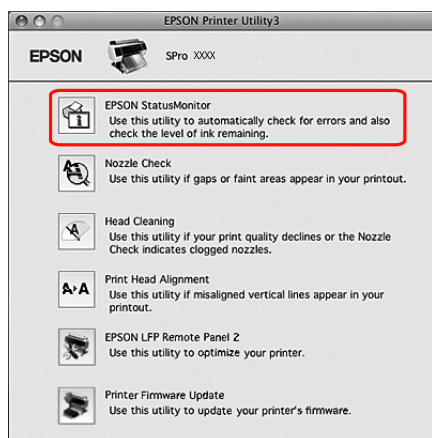 EPSON Printer Utility3
EPSON
SPro XXXX
EPSON StatusMonitor
Use this utility to automatically check for errors and also
check the level of ink remaining.
Nozzle Check
Use this utility if gaps or faint areas appear in your printout.
Head Cleaning
Use this utility if your print quality declines or the Nozzle
Check indicates clogged nozzles.
A▸A
Print Head Alignment
Use this utility if misaligned vertical lines appear in your
printout.
EPSON LFP Remote Panel 2
Use this utility to optimize your printer.
Printer Firmware Update
Use this utility to update your printer's firmware.